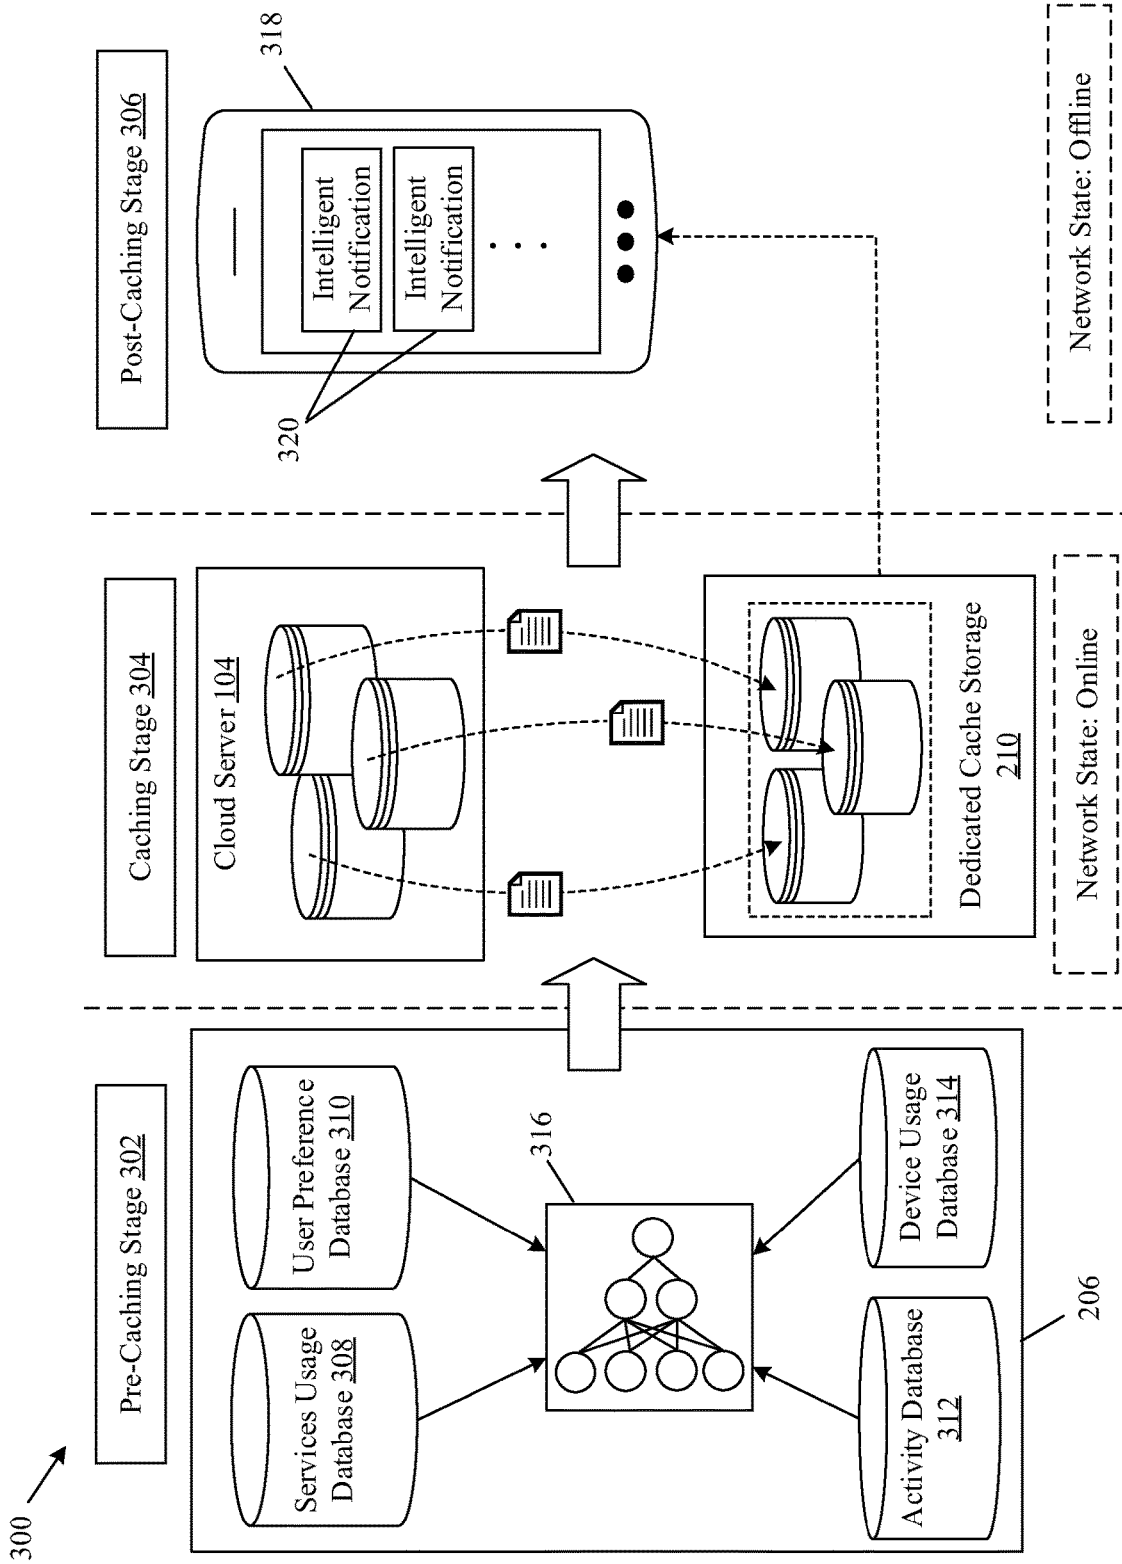 300
Pre-Caching Stage 302
Services Usage
Database 308
User Preference
Database 310
316
Activity Database
312
Device Usage
Database 314
206
Caching Stage 304
Cloud Server 104
Dedicated Cache Storage
210
Network State: Online
Post-Caching Stage 306
318
Intelligent
Notification
Intelligent
Notification
320
Network State: Offline